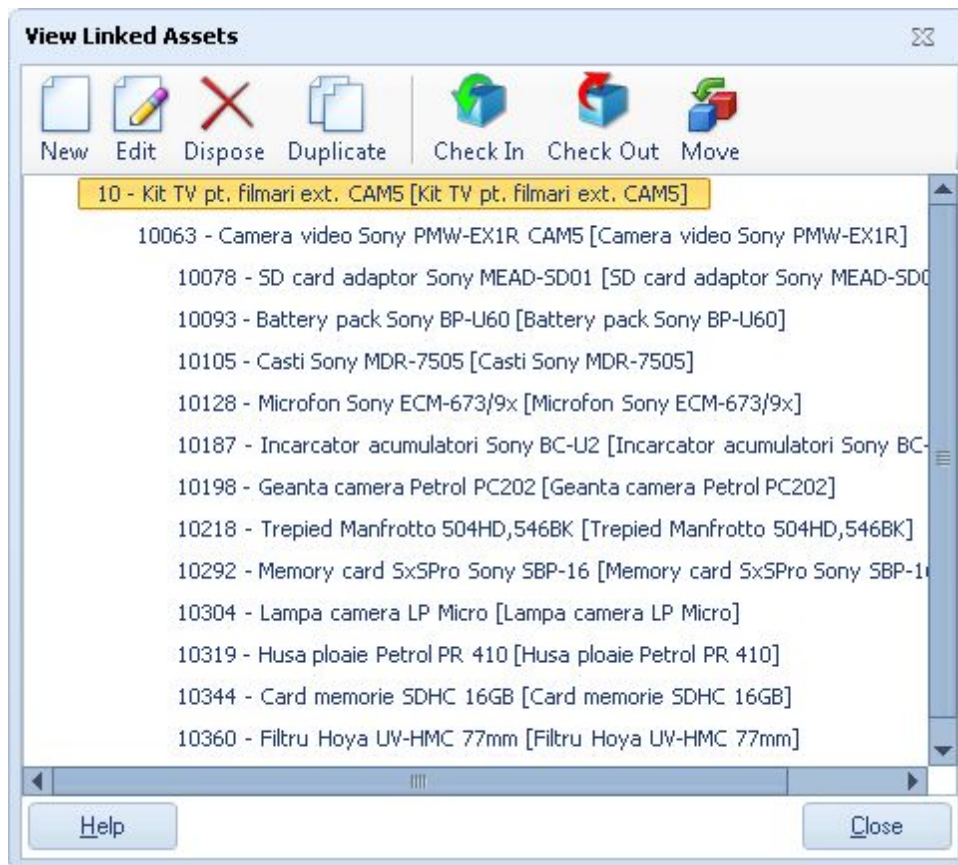 View Linked Assets
New Edit Dispose Duplicate Check In Check Out Move
10 - Kit TV pt. filmari ext. CAM5 [Kit TV pt. filmari ext. CAM5]
10063 - Camera video Sony PMW-EX1R CAM5 [Camera video Sony PMW-EX1R]
10078 - SD card adaptor Sony MEAD-SD01 [SD card adaptor Sony MEAD-SD0
10093 - Battery pack Sony BP-U60 [Battery pack Sony BP-U60]
10105 - Casti Sony MDR-7505 [Casti Sony MDR-7505]
10128 - Microfon Sony ECM-673/9x [Microfon Sony ECM-673/9x]
10187 - Incarcator acumulatori Sony BC-U2 [Incarcator acumulatori Sony BC-
10198 - Geanta camera Petrol PC202 [Geanta camera Petrol PC202]
10218 - Trepied Manfrotto 504HD,546BK [Trepied Manfrotto 504HD,546BK]
10292 - Memory card SxSPro Sony SBP-16 [Memory card SxSPro Sony SBP-1
10304 - Lampa camera LP Micro [Lampa camera LP Micro]
10319 - Husa ploaie Petrol PR 410 [Husa ploaie Petrol PR 410]
10344 - Card memorie SDHC 16GB [Card memorie SDHC 16GB]
10360 - Filtru Hoya UV-HMC 77mm [Filtru Hoya UV-HMC 77mm]
Help Close